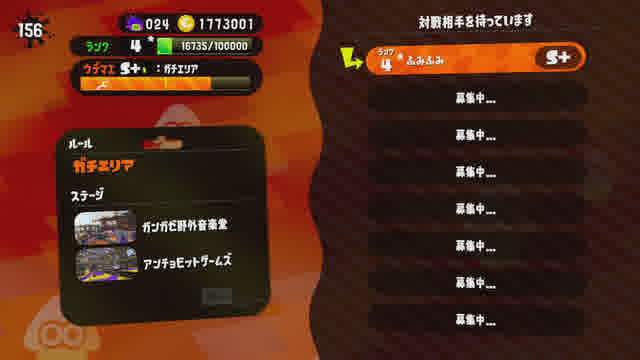 156
024
1773001
ランク 4★
16735/100000
ウデマエ S+ : ガチエリア
ルール
ガチエリア
ステージ
ガンガゼ野外音楽堂
アンチョビットゲームズ
対戦相手を待っています
ランク
4★ ふみふみ S+
募集中...
募集中...
募集中...
募集中...
募集中...
募集中...
募集中...